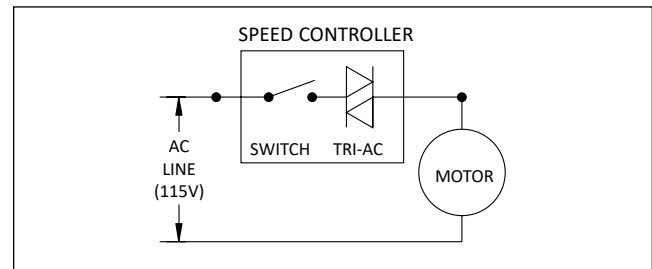 SPEED CONTROLLER
SWITCH TRI-AC
AC
LINE
(115V)
MOTOR